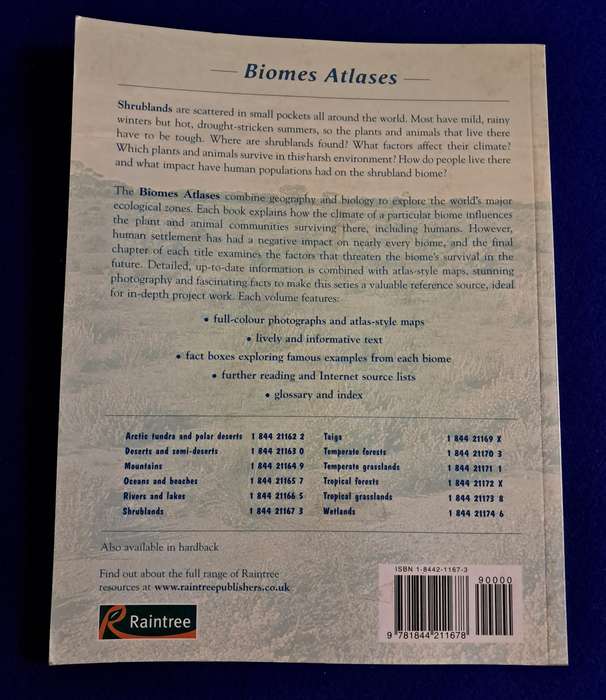 Biomes Atlases
Shrublands are scattered in small pockets all around the world. Most have mild, rainy
winters but hot, drought-stricken summers, so the plants and animals that live there
have to be tough. Where are shrublands found? What factors affect their climate?
Which plants and animals survive in this harsh environment? How do people live there
and what impact have human populations had on the shrubland biome?
The Biomes Atlases combine geography and biology to explore the world's major
ecological zones. Each book explains how the climate of a particular biome influences
the plant and animal communities surviving there, including humans. However,
human settlement has had a negative impact on nearly every biome, and the final
chapter of each title examines the factors that threaten the biome's survival in the
future. Detailed, up-to-date information is combined with atlas-style maps, stunning
photography and fascinating facts to make this series a valuable reference source, ideal
for in-depth project work. Each volume features:
• full-colour photographs and atlas-style maps
• lively and informative text
• fact boxes exploring famous examples from each biome
• further reading and Internet source lists
• glossary and index
Arctic tundra and polar deserts 1 844 21162 2
Deserts and semi-deserts 1 844 21163 0
Mountains 1 844 21164 9
Oceans and beaches 1 844 21165 7
Rivers and lakes 1 844 21166 5
Shrublands 1 844 21167 3
Taiga 1 844 21169 X
Temperate forests 1 844 21170 3
Temperate grasslands 1 844 21171 1
Tropical forests 1 844 21172 X
Tropical grasslands 1 844 21173 8
Wetlands 1 844 21174 6
Also available in hardback
Find out about the full range of Raintree
resources at www.raintreepublishers.co.uk
Raintree
ISBN 1-8442-1167-3
90000
9 781844 211678